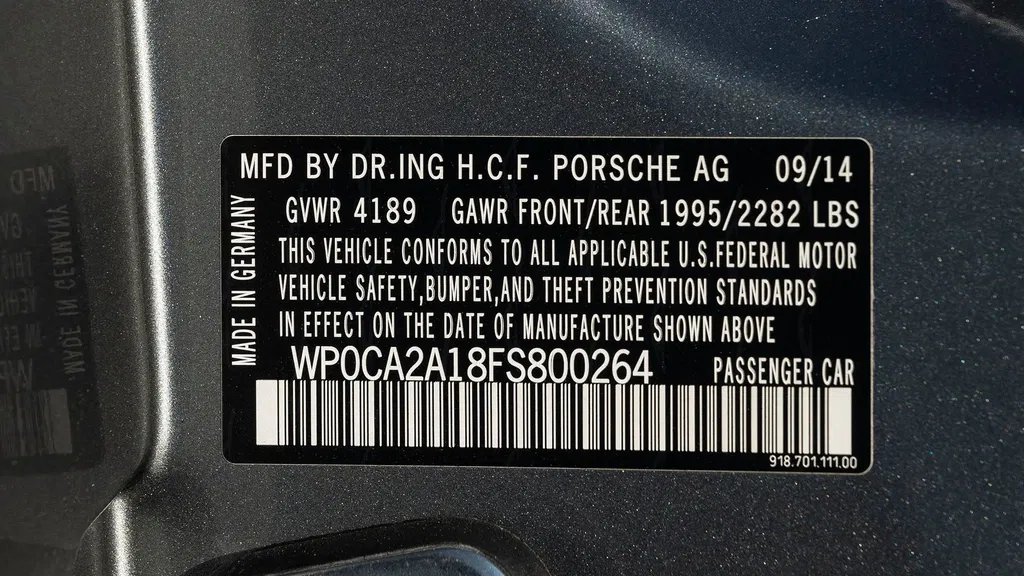 MFD BY DR.ING H.C.F. PORSCHE AG 09/14
GVWR 4189 GAWR FRONT/REAR 1995/2282 LBS
THIS VEHICLE CONFORMS TO ALL APPLICABLE U.S.FEDERAL MOTOR
VEHICLE SAFETY,BUMPER,AND THEFT PREVENTION STANDARDS
IN EFFECT ON THE DATE OF MANUFACTURE SHOWN ABOVE
WP0CA2A18FS800264 PASSENGER CAR
918.701.111.00
MADE IN GERMANY